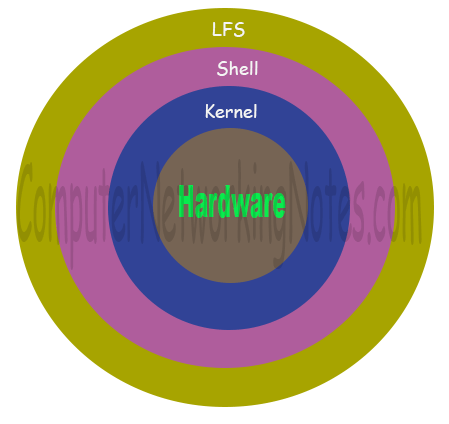 LFS
Shell
Kernel
Hardware
ComputerNetworkingNotes.com